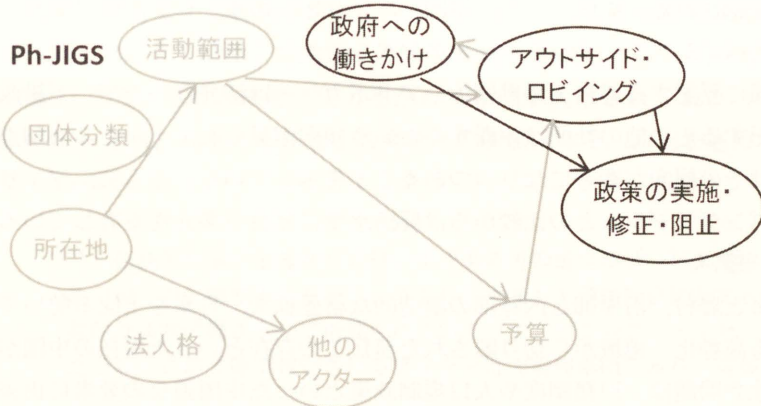 Ph-JIGS
活動範囲
政府への
働きかけ
アウトサイド・
ロビイング
団体分類
政策の実施・
修正・阻止
所在地
法人格
他の
アクター
予算